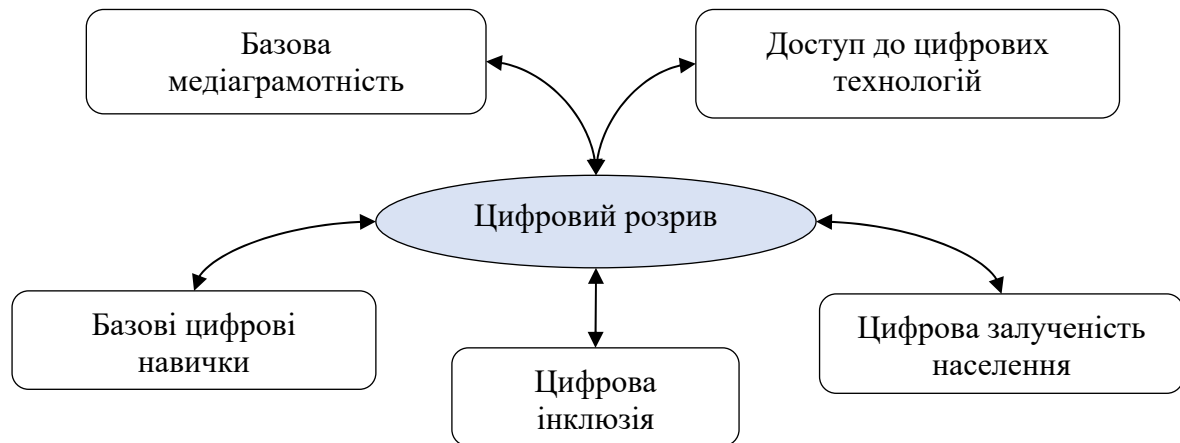 Базова
медіаграмотність
Доступ до цифрових
технологій
Цифровий розрив
Базові цифрові
навички
Цифрова
інклюзія
Цифрова залученість
населення